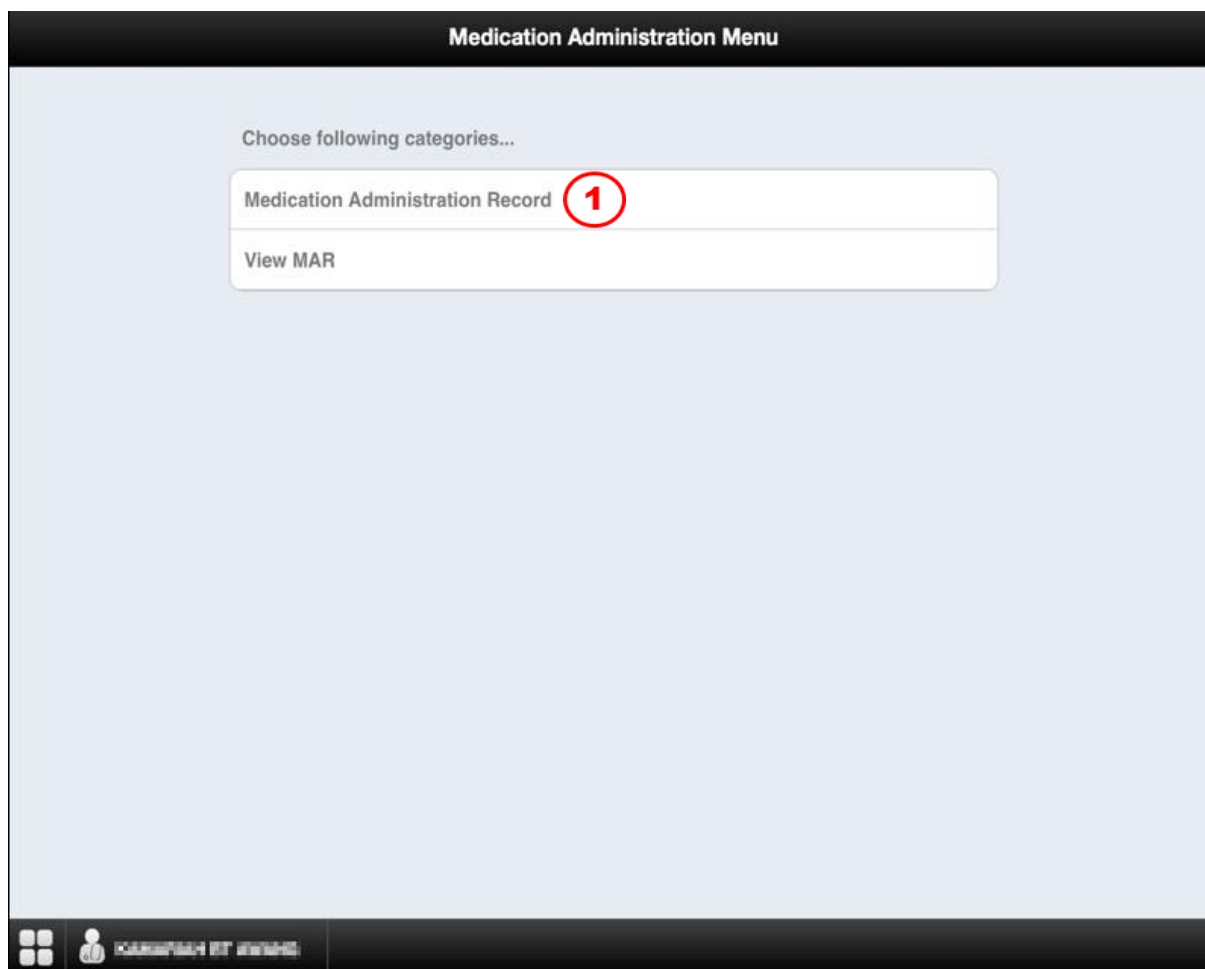 Medication Administration Menu
Choose following categories...
Medication Administration Record 1
View MAR